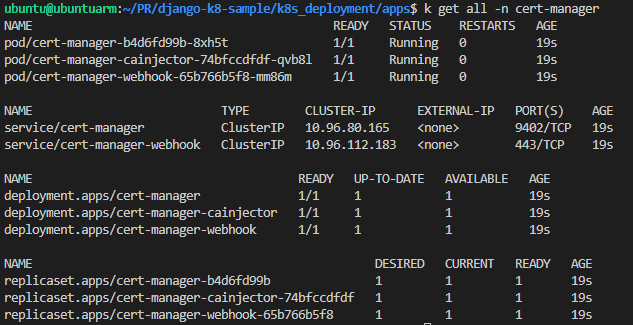 ubuntu@ubuntuarm:~/PR/django-k8-sample/k8s_deployment/apps$ k get all -n cert-manager
NAME READY STATUS RESTARTS AGE
pod/cert-manager-b4d6fd99b-8xh5t 1/1 Running 0 19s
pod/cert-manager-cainjector-74bfccdfdf-qvb8l 1/1 Running 0 19s
pod/cert-manager-webhook-65b766b5f8-mm86m 1/1 Running 0 19s
NAME TYPE CLUSTER-IP EXTERNAL-IP PORT(S) AGE
service/cert-manager ClusterIP 10.96.80.165 <none> 9402/TCP 19s
service/cert-manager-webhook ClusterIP 10.96.112.183 <none> 443/TCP 19s
NAME READY UP-TO-DATE AVAILABLE AGE
deployment.apps/cert-manager 1/1 1 1 19s
deployment.apps/cert-manager-cainjector 1/1 1 1 19s
deployment.apps/cert-manager-webhook 1/1 1 1 19s
NAME DESIRED CURRENT READY AGE
replicaset.apps/cert-manager-b4d6fd99b 1 1 1 19s
replicaset.apps/cert-manager-cainjector-74bfccdfdf 1 1 1 19s
replicaset.apps/cert-manager-webhook-65b766b5f8 1 1 1 19s